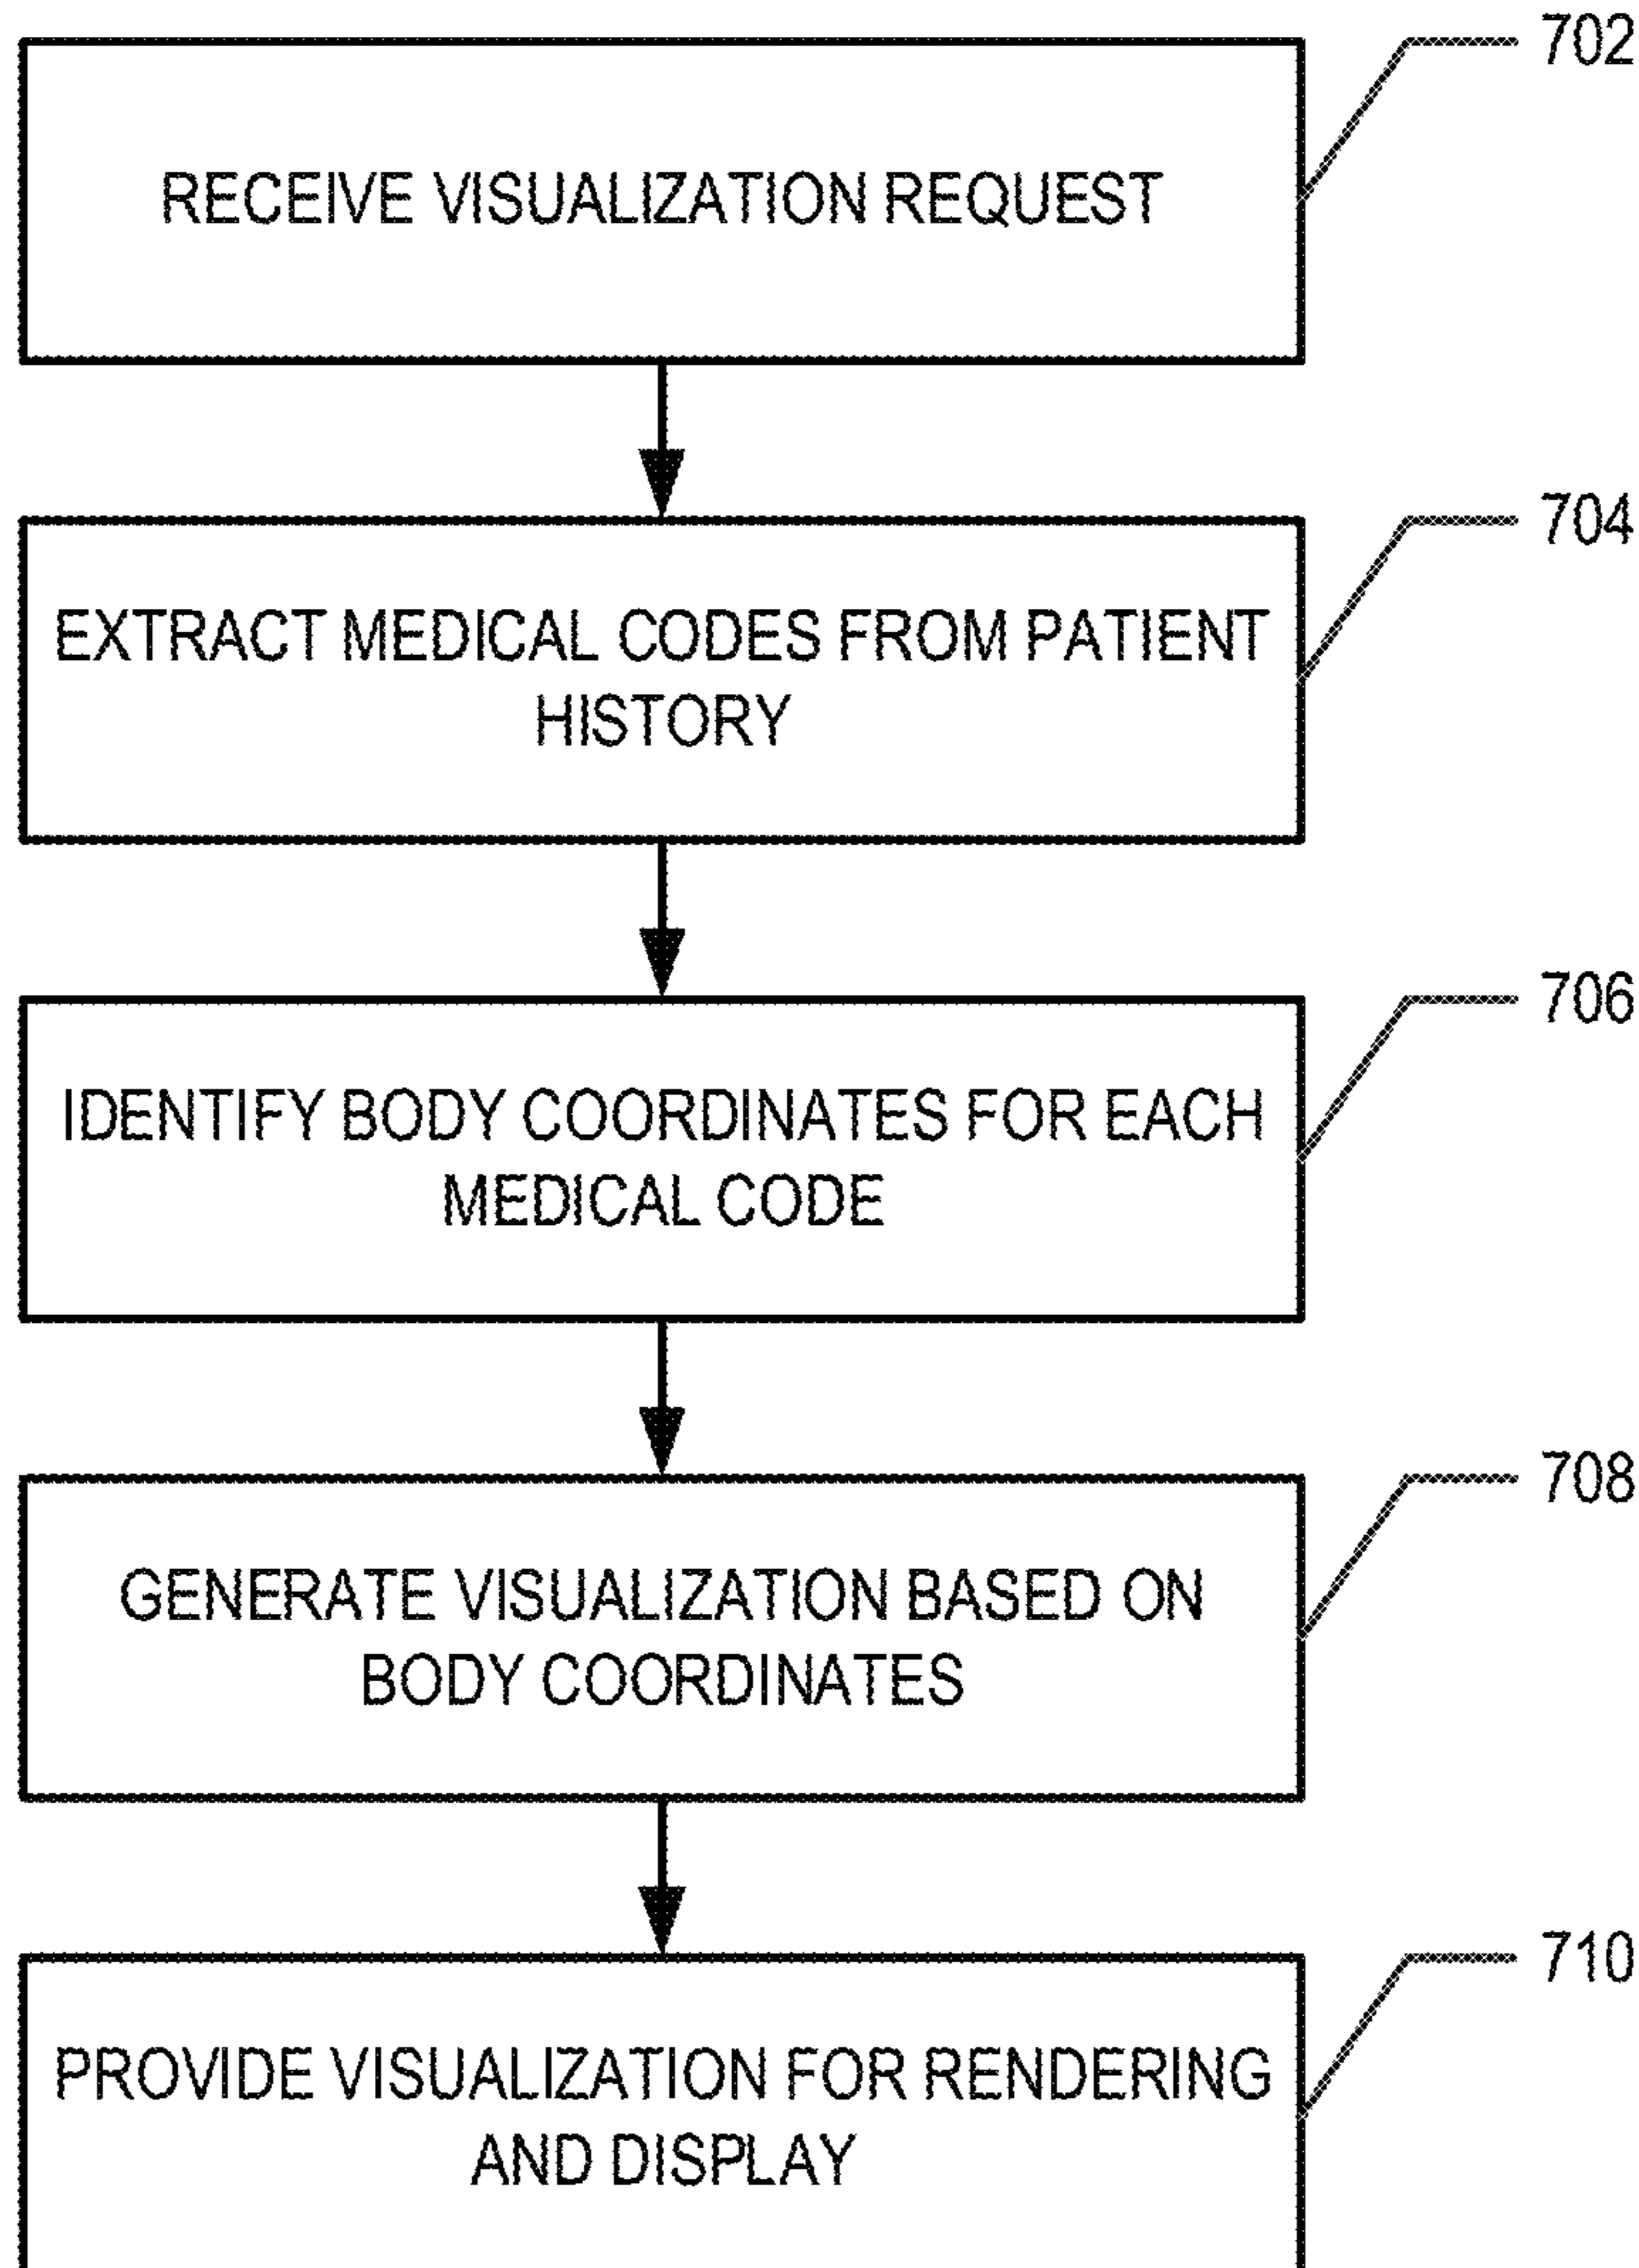 702
RECEIVE VISUALIZATION REQUEST
704
EXTRACT MEDICAL CODES FROM PATIENT
HISTORY
706
IDENTIFY BODY COORDINATES FOR EACH
MEDICAL CODE
708
GENERATE VISUALIZATION BASED ON
BODY COORDINATES
710
PROVIDE VISUALIZATION FOR RENDERING
AND DISPLAY